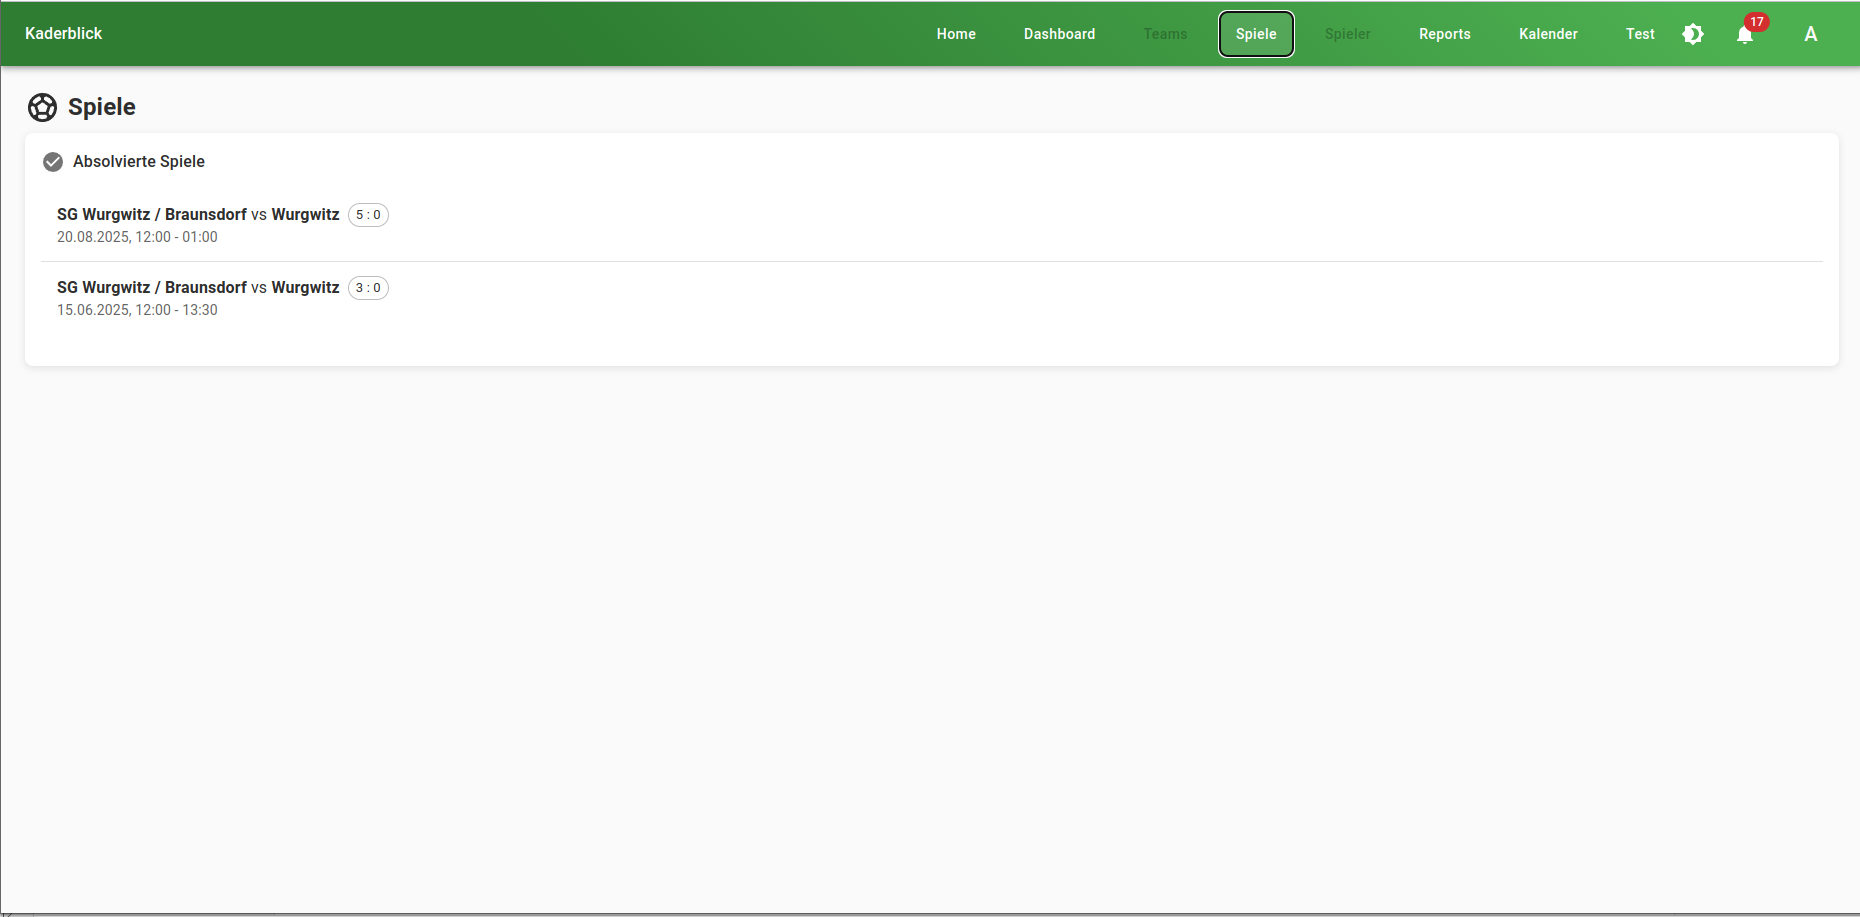 Kaderblick Home Dashboard Teams Spiele Spieler Reports Kalender Test 17 A
Spiele
Absolvierte Spiele
SG Wurgwitz / Braunsdorf vs Wurgwitz 5 : 0
20.08.2025, 12:00 - 01:00
SG Wurgwitz / Braunsdorf vs Wurgwitz 3 : 0
15.06.2025, 12:00 - 13:30